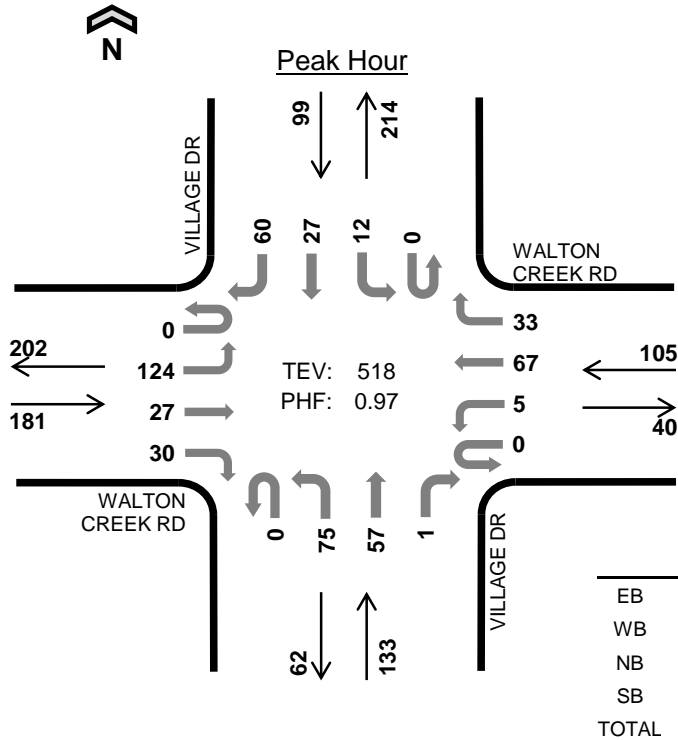 N
Peak Hour
99
214
VILLAGE DR
60
27
12
0
WALTON
CREEK RD
0
33
202
124
TEV: 518
67
105
181
27
PHF: 0.97
5
40
30
0
WALTON
CREEK RD
0
75
57
1
VILLAGE DR
62
133
EB
WB
NB
SB
TOTAL